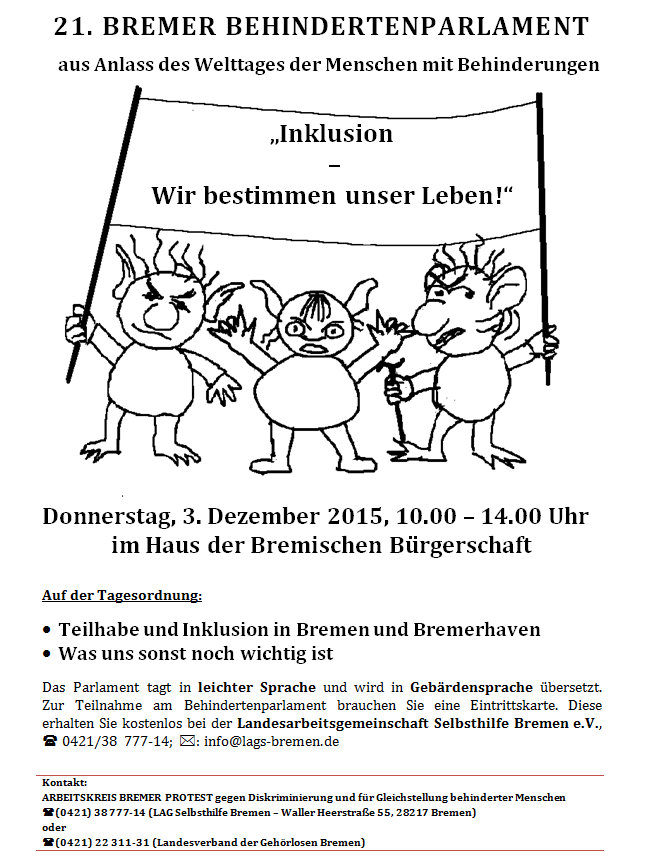 21. BREMER BEHINDERTENPARLAMENT
aus Anlass des Welttages der Menschen mit Behinderungen
„Inklusion
–
Wir bestimmen unser Leben!“
Donnerstag, 3. Dezember 2015, 10.00 – 14.00 Uhr
im Haus der Bremischen Bürgerschaft
Auf der Tagesordnung:
• Teilhabe und Inklusion in Bremen und Bremerhaven
• Was uns sonst noch wichtig ist
Das Parlament tagt in leichter Sprache und wird in Gebärdensprache übersetzt.
Zur Teilnahme am Behindertenparlament brauchen Sie eine Eintrittskarte. Diese
erhalten Sie kostenlos bei der Landesarbeitsgemeinschaft Selbsthilfe Bremen e.V.,
☎ 0421/38 777-14; ✉: info@lags-bremen.de
Kontakt:
ARBEITSKREIS BREMER PROTEST gegen Diskriminierung und für Gleichstellung behinderter Menschen
☎(0421) 38 777-14 (LAG Selbsthilfe Bremen – Waller Heerstraße 55, 28217 Bremen)
oder
☎(0421) 22 311-31 (Landesverband der Gehörlosen Bremen)